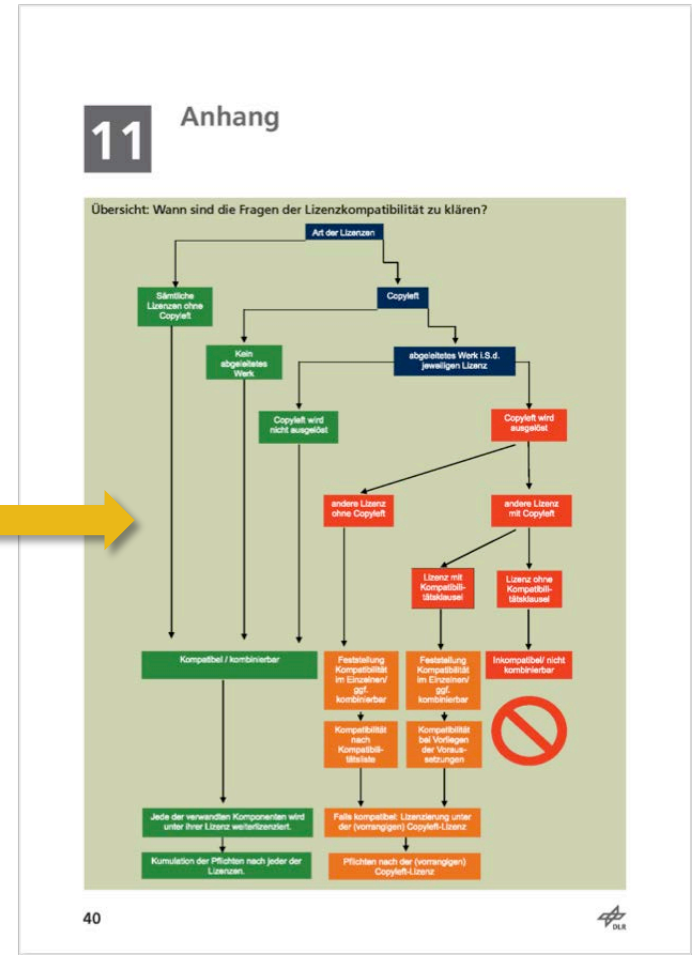 11
Anhang
Übersicht: Wann sind die Fragen der Lizenzkompatibilität zu klären?
Art der Lizenzen
Sämtliche
Lizenzen ohne
Copyleft
Copyleft
Kein
abgeleitetes
Werk
abgeleitetes Werk i.S.d.
jeweiligen Lizenz
Copyleft wird
nicht ausgelöst
Copyleft wird
ausgelöst
andere Lizenz
ohne Copyleft
andere Lizenz
mit Copyleft
Lizenz mit
Kompatibili-
tätsklausel
Lizenz ohne
Kompatibili-
tätsklausel
Kompatibel / kombinierbar
Feststellung
Kompatibilität
im Einzelnen/
ggf.
kombinierbar
Feststellung
Kompatibilität
im Einzelnen/
ggf.
kombinierbar
Inkompatibel/ nicht
kombinierbar
Kompatibilität
nach
Kompatibili-
tätsliste
Kompatibilität
bei Vorliegen
der Voraus-
setzungen
Jede der verwandten Komponenten wird
unter ihrer Lizenz weiterlizenziert.
Falls kompatibel: Lizenzierung unter
der (vorrangigen) Copyleft-Lizenz
Kumulation der Pflichten nach jeder der
Lizenzen.
Pflichten nach der (vorrangigen)
Copyleft-Lizenz
40
DLR